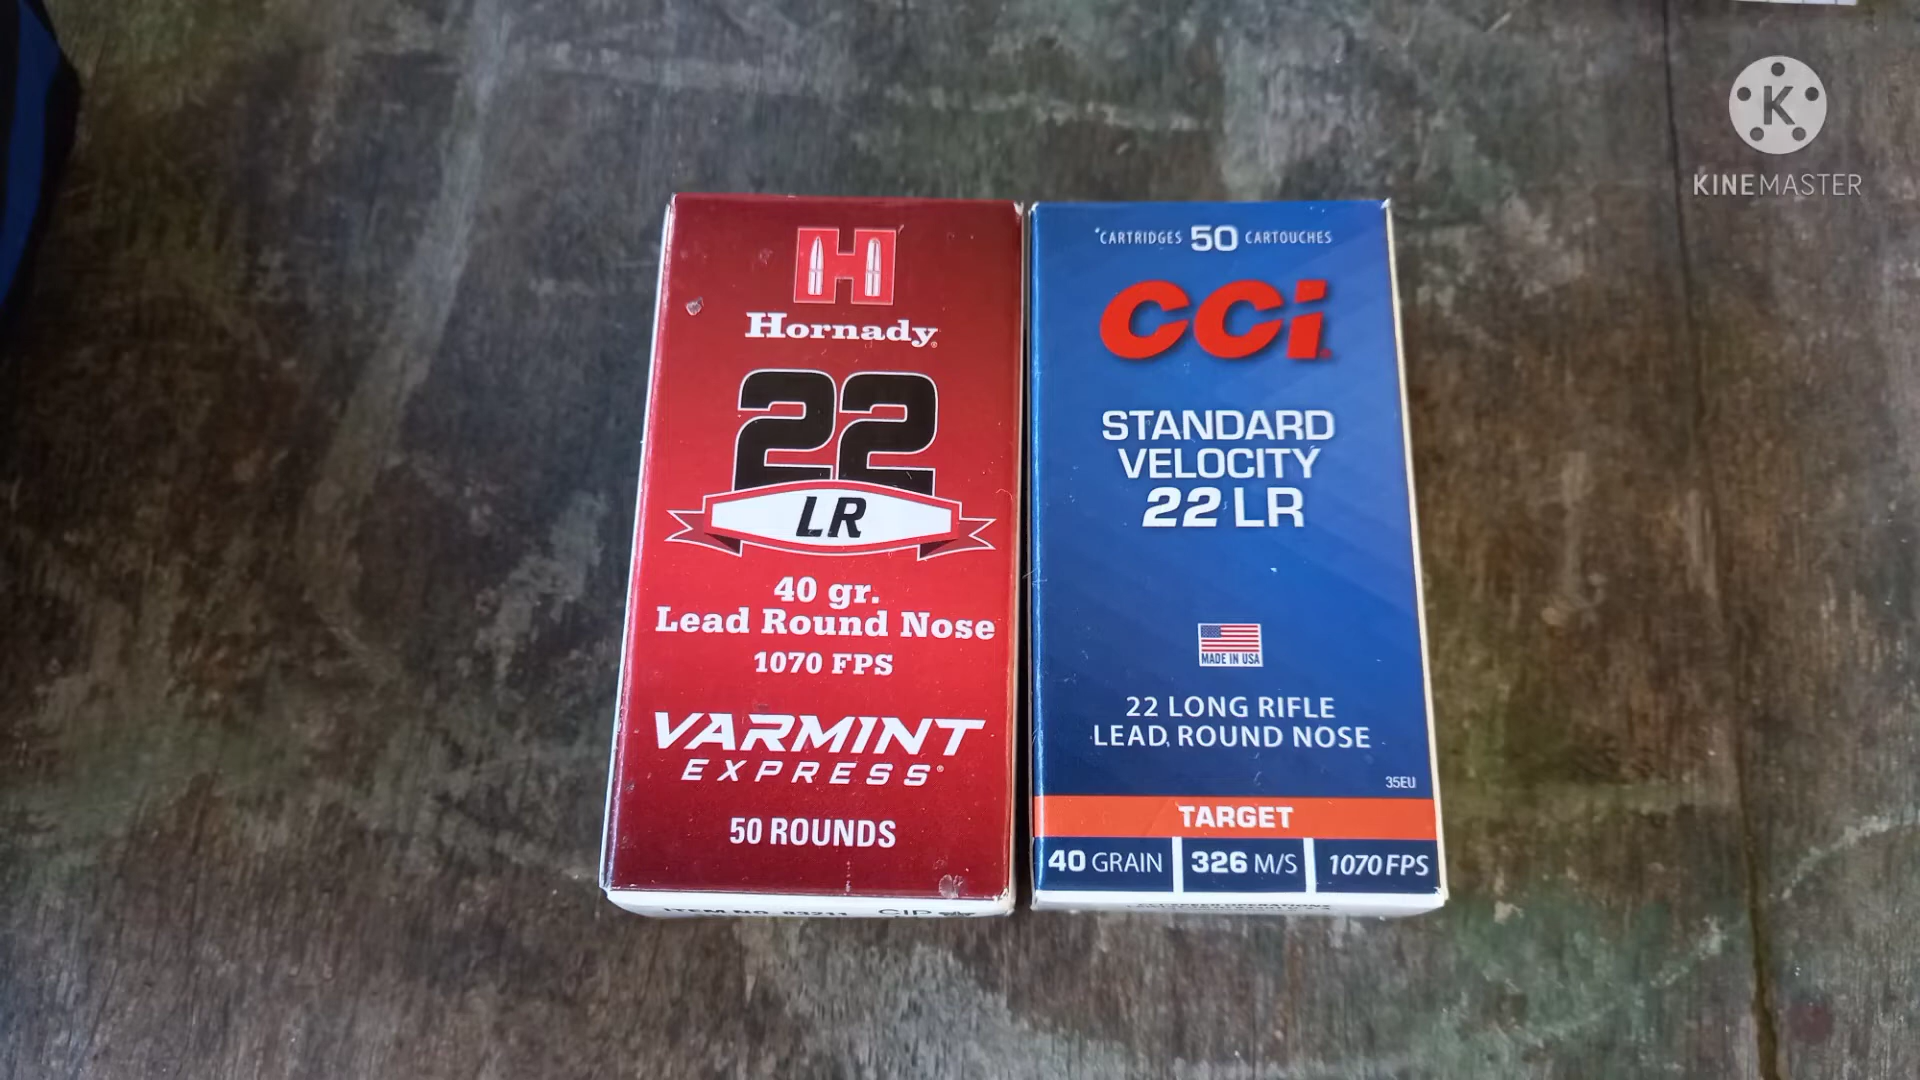 H
Hornady®
22
LR
40 gr.
Lead Round Nose
1070 FPS
VARMINT
EXPRESS®
50 ROUNDS
CIP
CARTRIDGES 50 CARTOUCHES
CCi
STANDARD
VELOCITY
22 LR
MADE IN USA
22 LONG RIFLE
LEAD ROUND NOSE
35EU
TARGET
40 GRAIN
326 M/S
1070 FPS
K
KINEMASTER